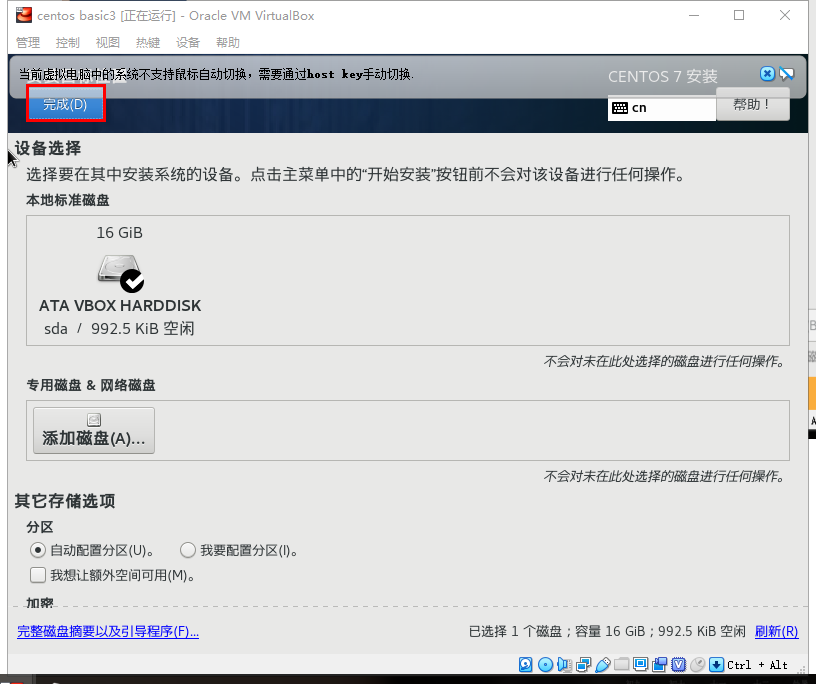 centos basic3 [正在运行] - Oracle VM VirtualBox
管理 控制 视图 热键 设备 帮助
当前虚拟电脑中的系统不支持鼠标自动切换，需要通过host key手动切换.
CENTOS 7 安装
完成(D)
cn
帮助！
设备选择
选择要在其中安装系统的设备。点击主菜单中的“开始安装”按钮前不会对该设备进行任何操作。
本地标准磁盘
16 GiB
ATA VBOX HARDDISK
sda / 992.5 KiB 空闲
不会对未在此处选择的磁盘进行任何操作。
专用磁盘 & 网络磁盘
添加磁盘(A)...
不会对未在此处选择的磁盘进行任何操作。
其它存储选项
分区
自动配置分区(U)。 我要配置分区(I)。
我想让额外空间可用(M)。
加密
完整磁盘摘要以及引导程序(F)... 已选择 1 个磁盘；容量 16 GiB；992.5 KiB 空闲 刷新(R)
Ctrl + Alt